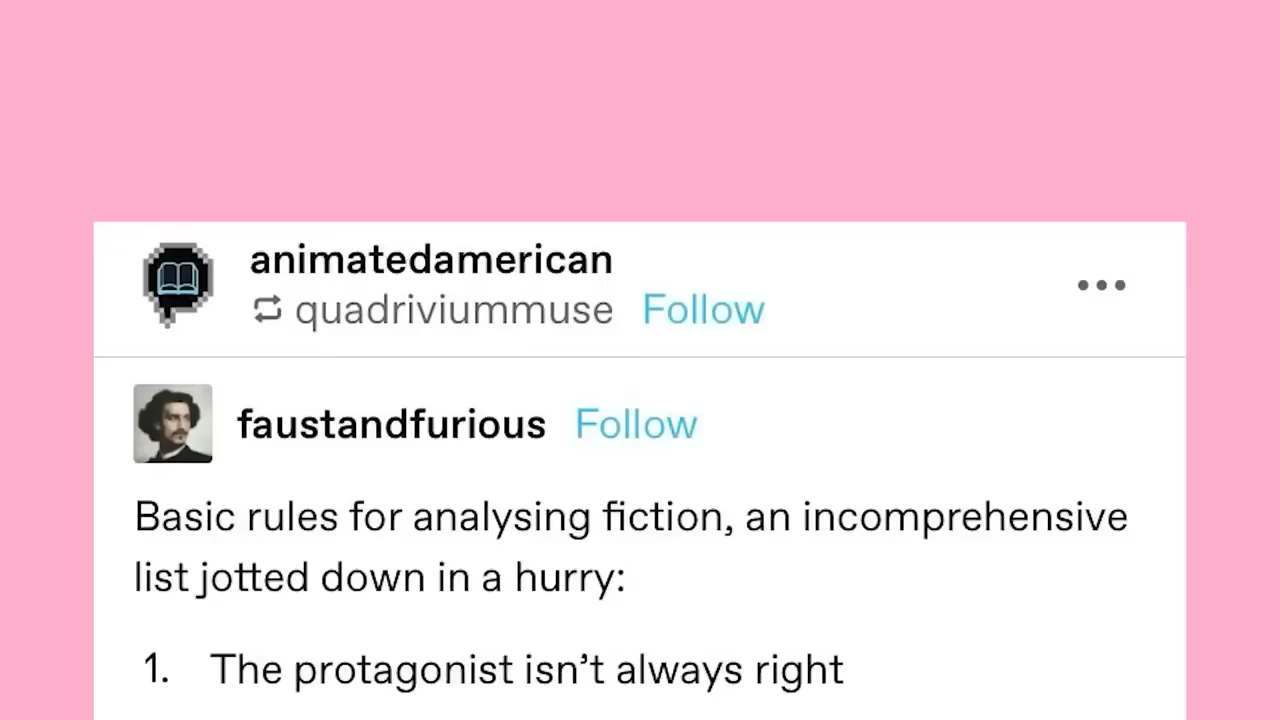 animatedamerican
quadriviummuse Follow
faustandfurious Follow
Basic rules for analysing fiction, an incomprehensive
list jotted down in a hurry:
1. The protagonist isn’t always right